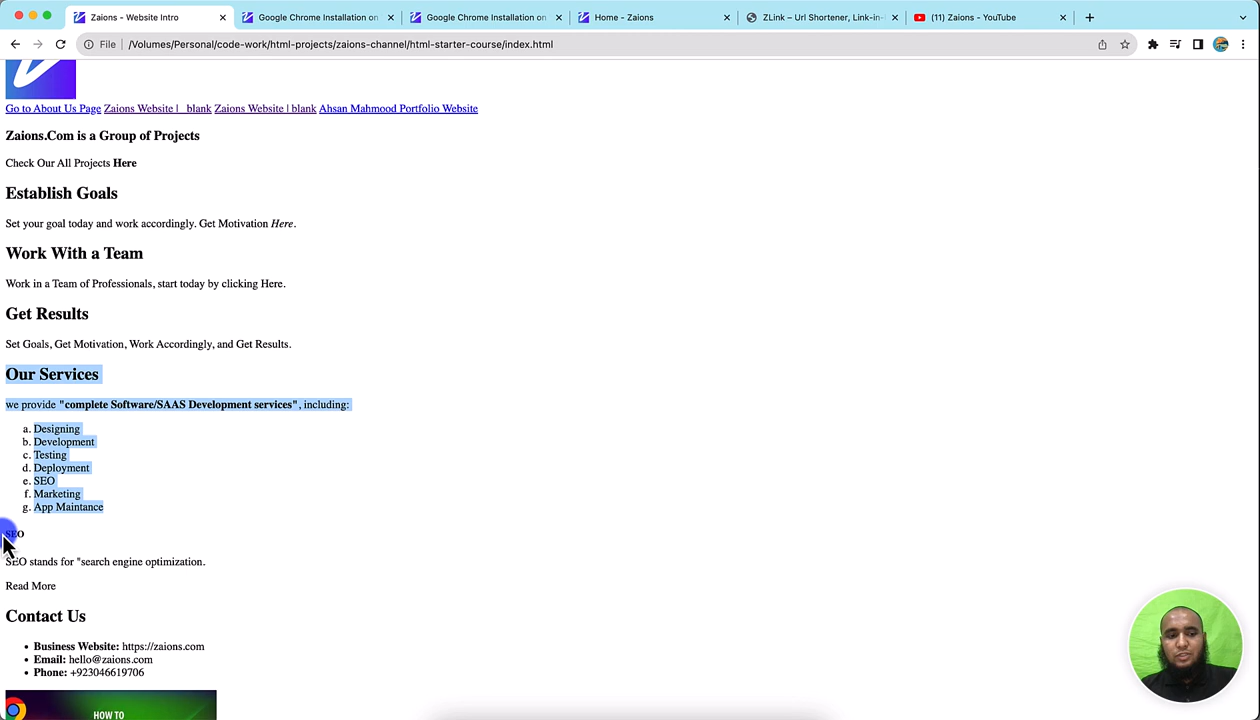 Zaions - Website Intro
Google Chrome Installation on
Google Chrome Installation on
Home - Zaions
ZLink – Url Shortener, Link-in-
(11) Zaions - YouTube
File
/Volumes/Personal/code-work/html-projects/zaions-channel/html-starter-course/index.html
Go to About Us Page Zaions Website | _blank Zaions Website | blank Ahsan Mahmood Portfolio Website
Zaions.Com is a Group of Projects
Check Our All Projects Here
Establish Goals
Set your goal today and work accordingly. Get Motivation Here.
Work With a Team
Work in a Team of Professionals, start today by clicking Here.
Get Results
Set Goals, Get Motivation, Work Accordingly, and Get Results.
Our Services
we provide "complete Software/SAAS Development services", including:
a. Designing
b. Development
c. Testing
d. Deployment
e. SEO
f. Marketing
g. App Maintance
SEO
SEO stands for "search engine optimization.
Read More
Contact Us
• Business Website: https://zaions.com
• Email: hello@zaions.com
• Phone: +923046619706
HOW TO